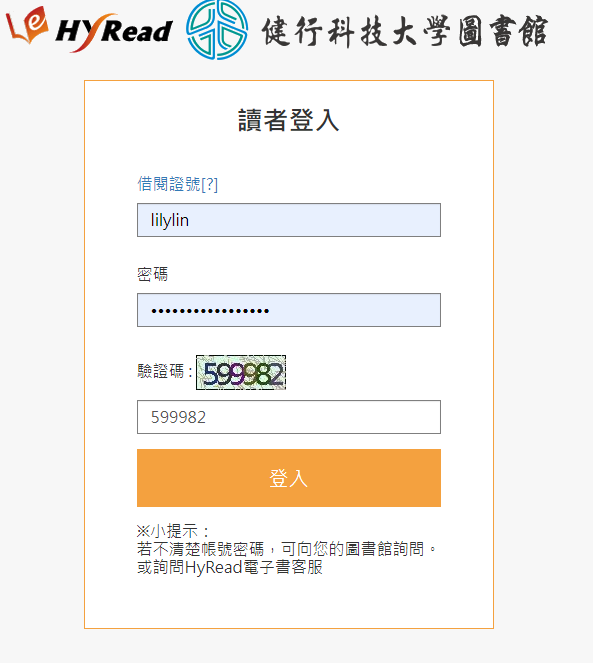 HyRead 健行科技大學圖書館
讀者登入
借閱證號[?]
lilylin
密碼
•••••••••••••••••
驗證碼 : 599982
599982
登入
※小提示：
若不清楚帳號密碼，可向您的圖書館詢問。
或詢問HyRead電子書客服